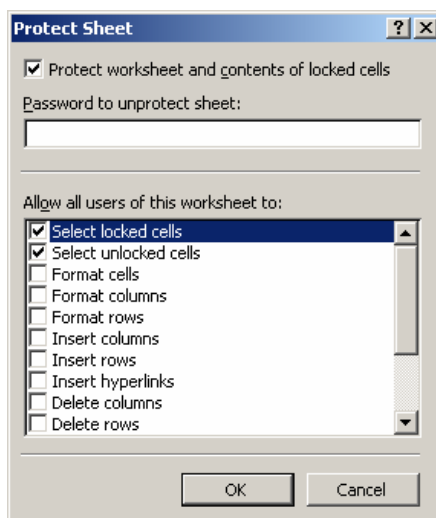 Protect Sheet
Protect worksheet and contents of locked cells
Password to unprotect sheet:
Allow all users of this worksheet to:
Select locked cells
Select unlocked cells
Format cells
Format columns
Format rows
Insert columns
Insert rows
Insert hyperlinks
Delete columns
Delete rows
OK Cancel